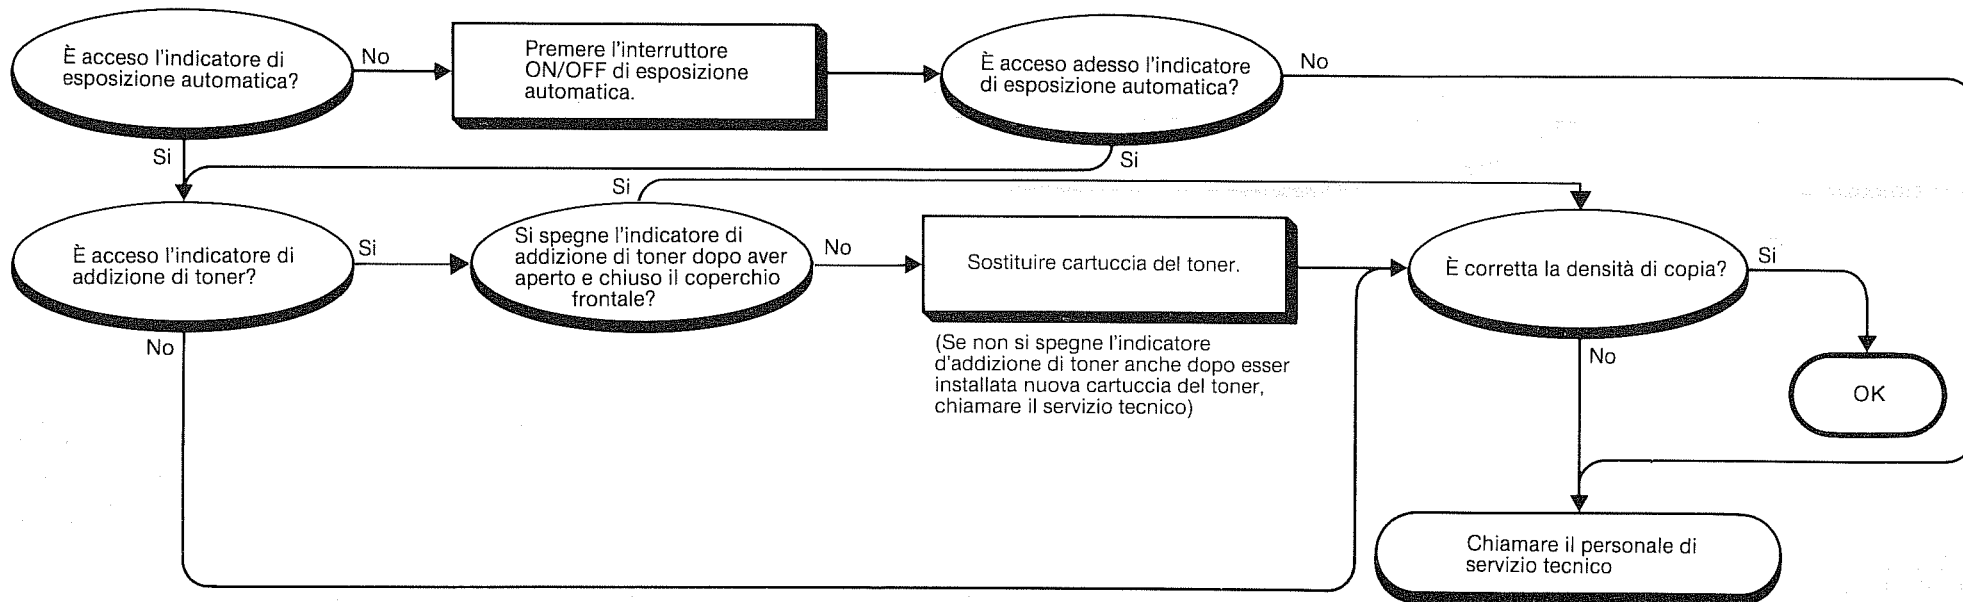 È acceso l'indicatore di
esposizione automatica?
No
Premere l'interruttore
ON/OFF di esposizione
automatica.
È acceso adesso l'indicatore
di esposizione automatica?
No
Si
Si
È acceso l'indicatore di
addizione di toner?
Si
Si spegne l'indicatore di
addizione di toner dopo aver
aperto e chiuso il coperchio
frontale?
Si
No
Sostituire cartuccia del toner.
(Se non si spegne l'indicatore
d'addizione di toner anche dopo esser
installata nuova cartuccia del toner,
chiamare il servizio tecnico)
È corretta la densità di copia?
Si
No
No
OK
Chiamare il personale di
servizio tecnico